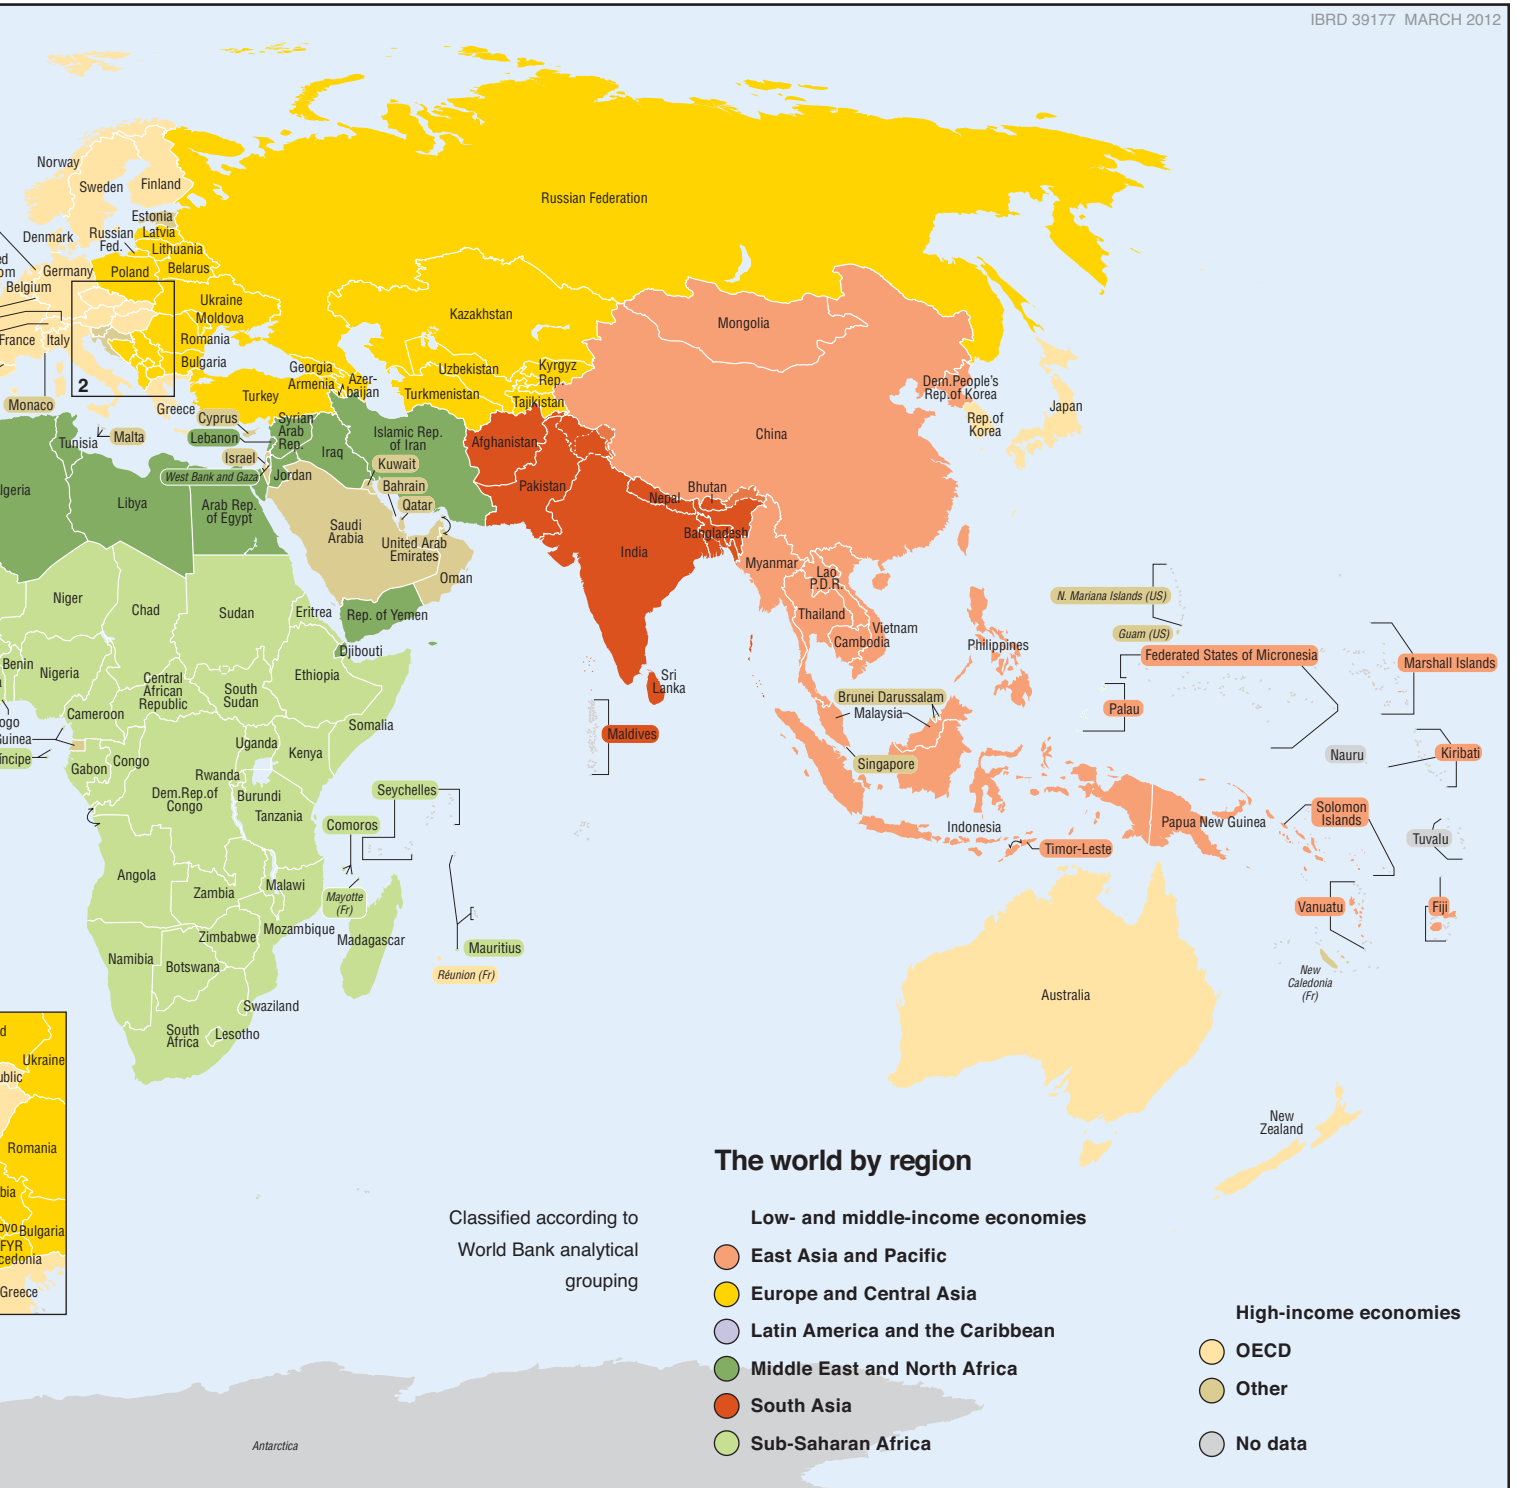 IBRD 39177 MARCH 2012
Norway
Sweden
Finland
Estonia
Russian
Fed.
Latvia
Denmark
Lithuania
Germany
Poland
Belarus
Belgium
Ukraine
Moldova
France
Italy
Romania
Bulgaria
2
Monaco
Greece
Turkey
Georgia
Armenia
Azer-
baijan
Russian Federation
Kazakhstan
Uzbekistan
Kyrgyz
Rep.
Turkmenistan
Tajikistan
Mongolia
China
Dem.People's
Rep.of Korea
Rep.of
Korea
Japan
Cyprus
Malta
Tunisia
Lebanon
Syrian
Arab
Rep.
Israel
West Bank and Gaza
Jordan
Iraq
Islamic Rep.
of Iran
Kuwait
Bahrain
Qatar
Afghanistan
Pakistan
Nepal
Bhutan
Bangladesh
India
lgeria
Libya
Arab Rep.
of Egypt
Saudi
Arabia
United Arab
Emirates
Oman
Rep. of Yemen
Myanmar
Lao
P.D.R.
Thailand
Vietnam
Cambodia
Philippines
N. Mariana Islands (US)
Guam (US)
Federated States of Micronesia
Marshall Islands
Palau
Niger
Chad
Sudan
Eritrea
Djibouti
Benin
Nigeria
Central
African
Republic
South
Sudan
Ethiopia
Somalia
Cameroon
ogo
Guinea
ncipe
Gabon
Congo
Uganda
Kenya
Rwanda
Dem.Rep.of
Congo
Burundi
Tanzania
Sri
Lanka
Maldives
Brunei Darussalam
Malaysia
Singapore
Nauru
Kiribati
Indonesia
Papua New Guinea
Solomon
Islands
Timor-Leste
Tuvalu
Seychelles
Comoros
Angola
Zambia
Malawi
Mayotte
(Fr)
Vanuatu
Fiji
Zimbabwe
Mozambique
Madagascar
Mauritius
Namibia
Botswana
Réunion (Fr)
New
Caledonia
(Fr)
Australia
Swaziland
South
Africa
Lesotho
d
Ukraine
ublic
Romania
bia
ovo
Bulgaria
FYR
cedonia
Greece
New
Zealand
The world by region
Classified according to
World Bank analytical
grouping
Low- and middle-income economies
East Asia and Pacific
Europe and Central Asia
Latin America and the Caribbean
Middle East and North Africa
South Asia
Sub-Saharan Africa
High-income economies
OECD
Other
No data
Antarctica